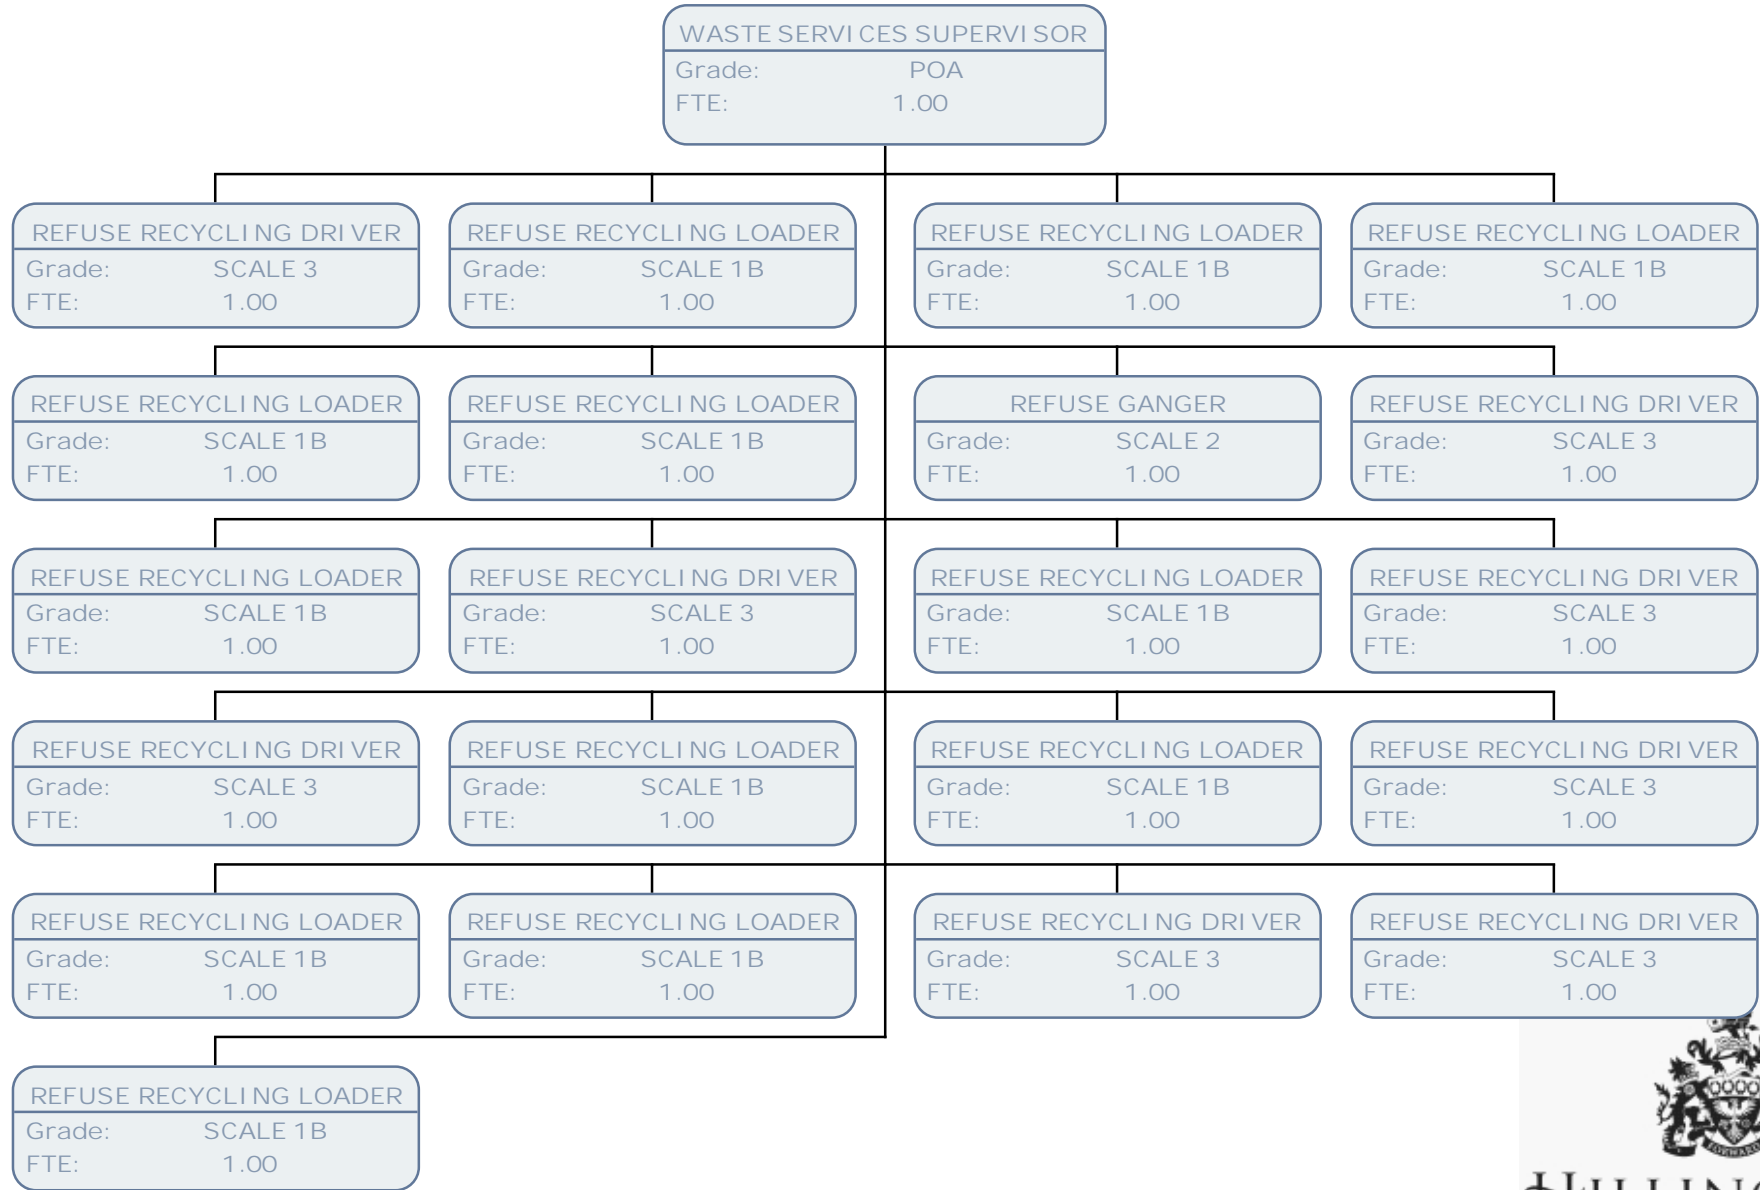 WASTE SERVICES SUPERVISOR
Grade: POA
FTE: 1.00
REFUSE RECYCLING DRIVER
Grade: SCALE 3
FTE: 1.00
REFUSE RECYCLING LOADER
Grade: SCALE 1B
FTE: 1.00
REFUSE RECYCLING LOADER
Grade: SCALE 1B
FTE: 1.00
REFUSE RECYCLING LOADER
Grade: SCALE 1B
FTE: 1.00
REFUSE RECYCLING LOADER
Grade: SCALE 1B
FTE: 1.00
REFUSE RECYCLING LOADER
Grade: SCALE 1B
FTE: 1.00
REFUSE GANGER
Grade: SCALE 2
FTE: 1.00
REFUSE RECYCLING DRIVER
Grade: SCALE 3
FTE: 1.00
REFUSE RECYCLING LOADER
Grade: SCALE 1B
FTE: 1.00
REFUSE RECYCLING DRIVER
Grade: SCALE 3
FTE: 1.00
REFUSE RECYCLING LOADER
Grade: SCALE 1B
FTE: 1.00
REFUSE RECYCLING DRIVER
Grade: SCALE 3
FTE: 1.00
REFUSE RECYCLING DRIVER
Grade: SCALE 3
FTE: 1.00
REFUSE RECYCLING LOADER
Grade: SCALE 1B
FTE: 1.00
REFUSE RECYCLING LOADER
Grade: SCALE 1B
FTE: 1.00
REFUSE RECYCLING DRIVER
Grade: SCALE 3
FTE: 1.00
REFUSE RECYCLING LOADER
Grade: SCALE 1B
FTE: 1.00
REFUSE RECYCLING LOADER
Grade: SCALE 1B
FTE: 1.00
REFUSE RECYCLING DRIVER
Grade: SCALE 3
FTE: 1.00
REFUSE RECYCLING DRIVER
Grade: SCALE 3
FTE: 1.00
REFUSE RECYCLING LOADER
Grade: SCALE 1B
FTE: 1.00